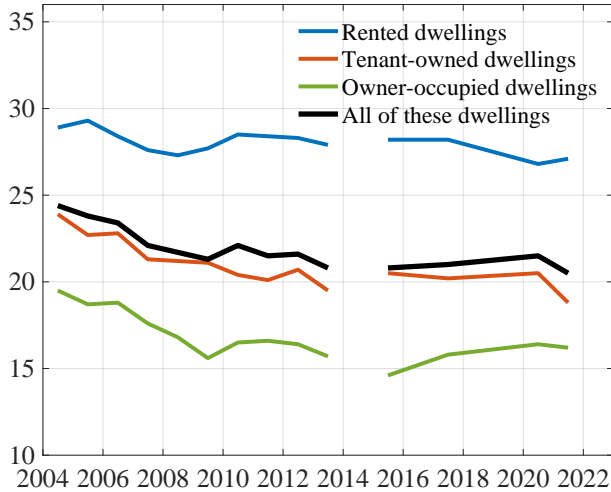 35
30
25
20
15
10
Rented dwellings
Tenant-owned dwellings
Owner-occupied dwellings
All of these dwellings
2004 2006 2008 2010 2012 2014 2016 2018 2020 2022